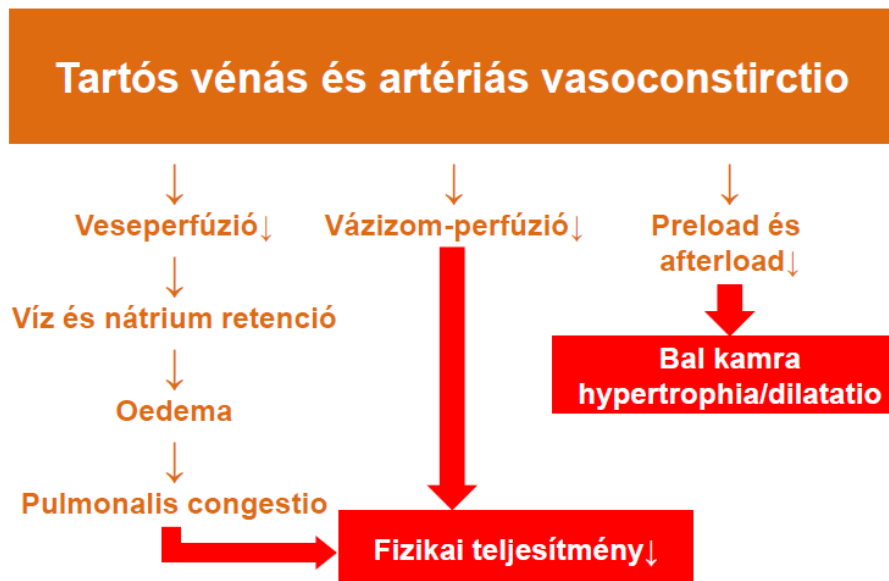 Tartós vénás és artériás vasoconstirctio
↓ ↓ ↓
Veseperfúzió↓ Vázizom-perfúzió↓ Preload és
afterload↓
↓
Víz és nátrium retenció
↓
Bal kamra
hypertrophia/dilatatio
Oedema
↓
Pulmonalis congestio
Fizikai teljesítmény↓